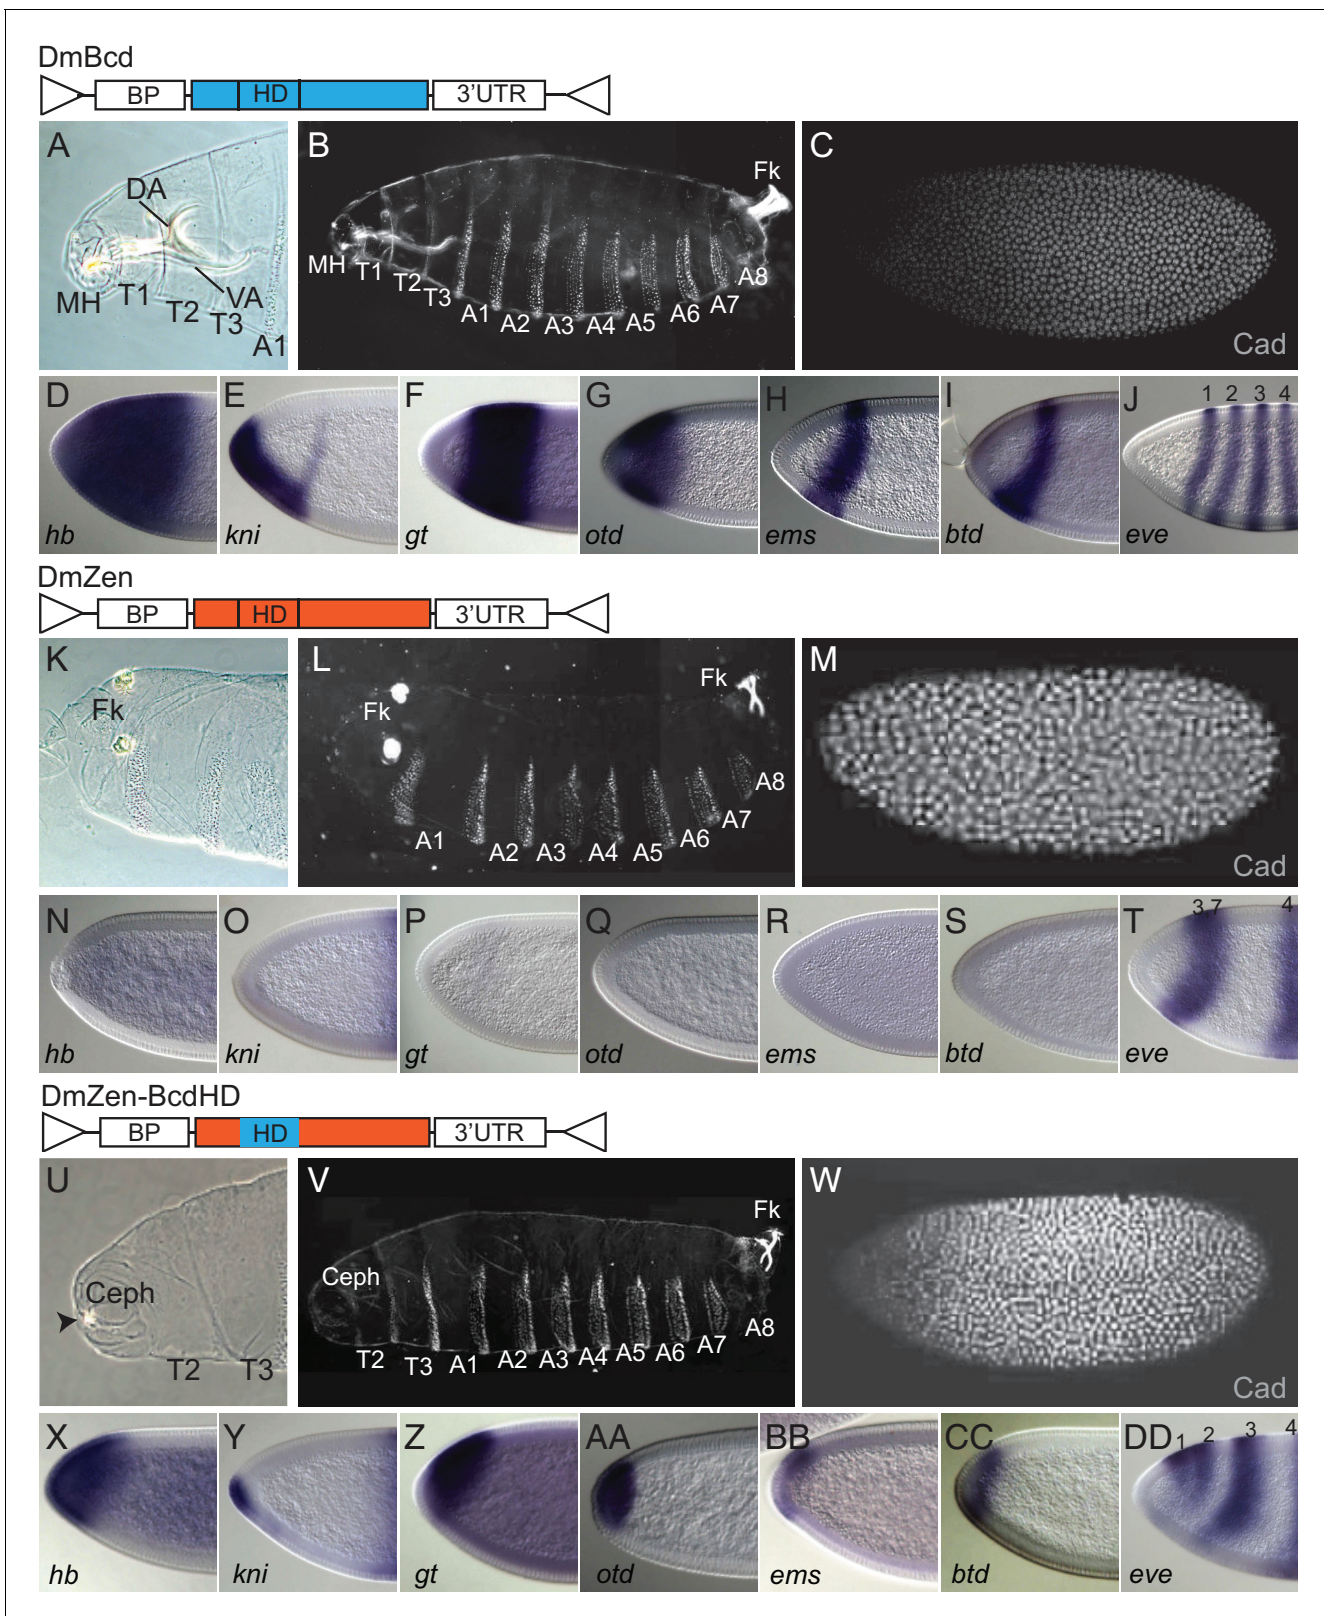 DmBcd
BP HD 3'UTR
A DA MH T1 T2 VA T3 A1
B Fk MH T1 T2 T3 A1 A2 A3 A4 A5 A6 A7 A8
C Cad
D hb
E kni
F gt
G otd
H ems
I btd
J 1 2 3 4 eve
DmZen
BP HD 3'UTR
K Fk
L Fk Fk A1 A2 A3 A4 A5 A6 A7 A8
M Cad
N hb
O kni
P gt
Q otd
R ems
S btd
T 3 7 4 eve
DmZen-BcdHD
BP HD 3'UTR
U Ceph T2 T3
V Ceph Fk T2 T3 A1 A2 A3 A4 A5 A6 A7 A8
W Cad
X hb
Y kni
Z gt
AA otd
BB ems
CC btd
DD 1 2 3 4 eve